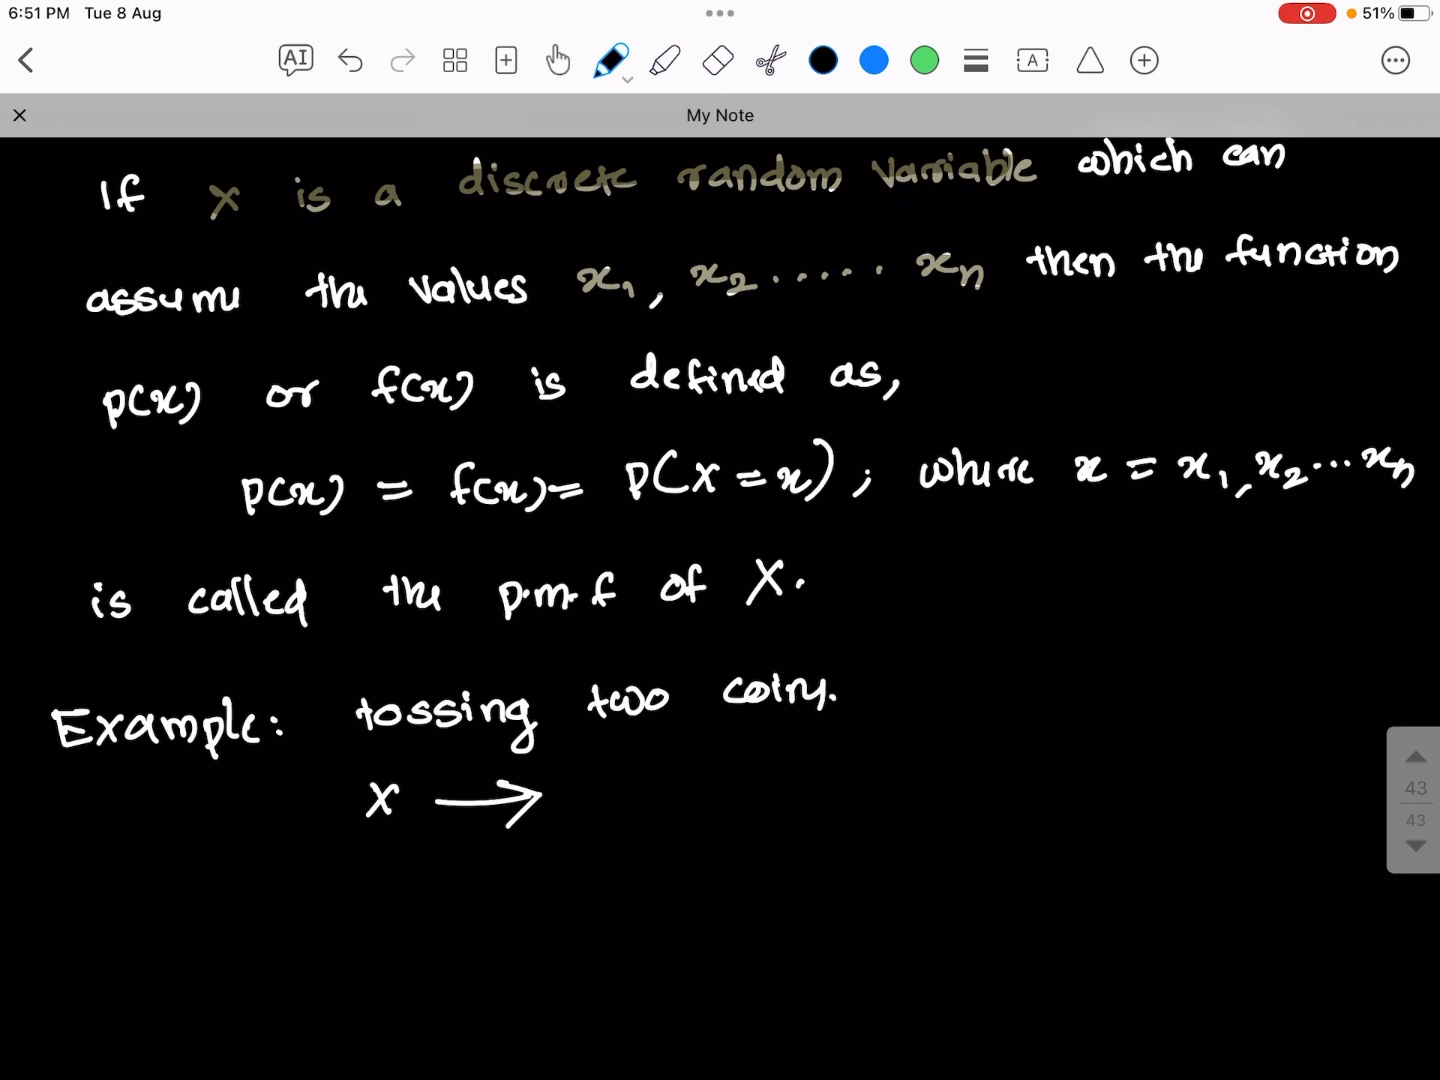 6:51 PM Tue 8 Aug
51%
AI
A
My Note
If X is a discrete random variable which can
assume the values x₁, x₂ ..... xₙ then the function
p(x) or f(x) is defined as,
p(x) = f(x) = P(X = x) ; where x = x₁, x₂ ... xₙ
is called the p.m.f of X.
Example: tossing two coins.
X →
43
43